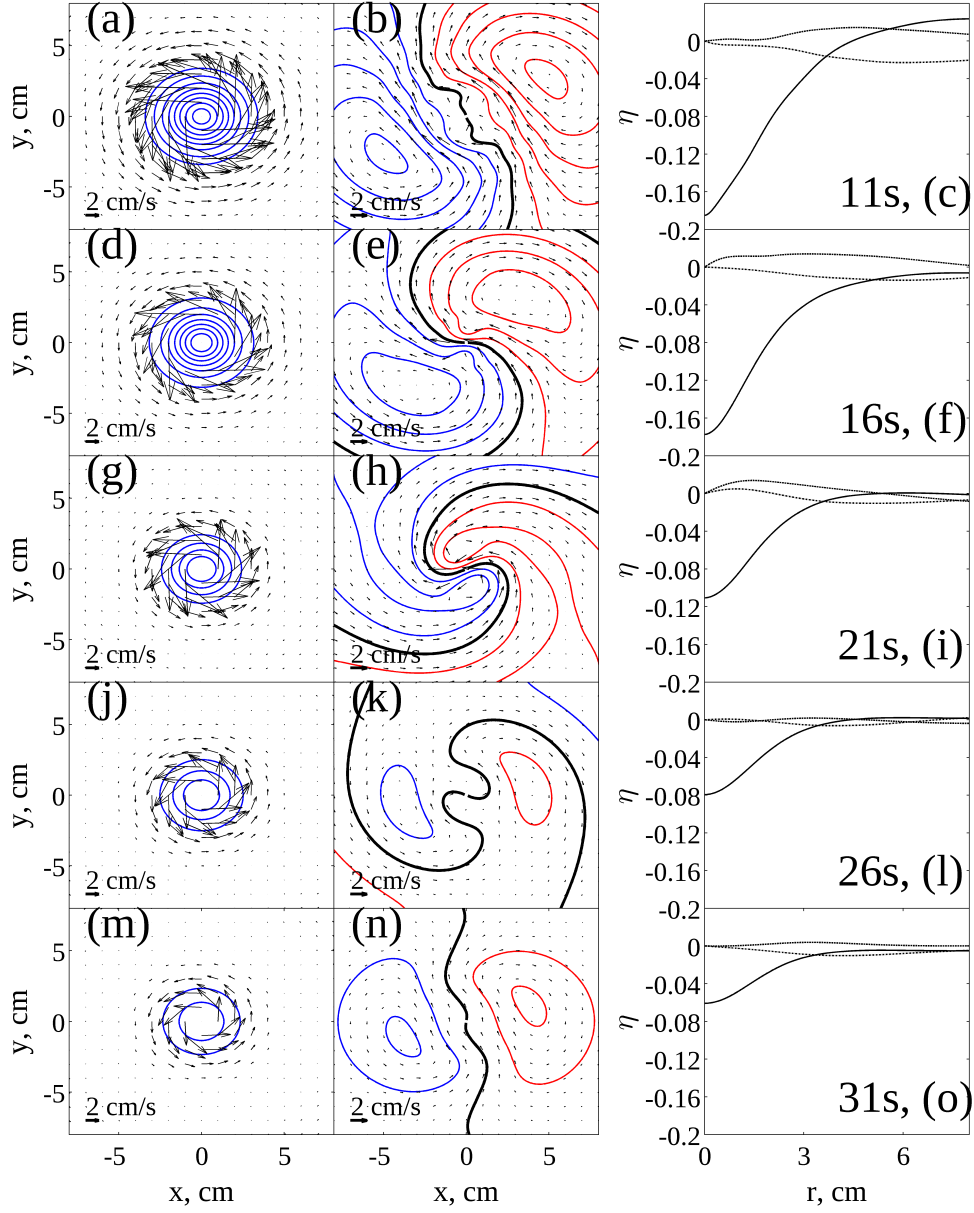 (a) (b)
y, cm 5 0 -5 2 cm/s 2 cm/s
η 0 -0.04 -0.08 -0.12 -0.16 -0.2
11s, (c)
(d) (e)
y, cm 5 0 -5 2 cm/s 2 cm/s
η 0 -0.04 -0.08 -0.12 -0.16 -0.2
16s, (f)
(g) (h)
y, cm 5 0 -5 2 cm/s 2 cm/s
η 0 -0.04 -0.08 -0.12 -0.16 -0.2
21s, (i)
(j) (k)
y, cm 5 0 -5 2 cm/s 2 cm/s
η 0 -0.04 -0.08 -0.12 -0.16 -0.2
26s, (l)
(m) (n)
y, cm 5 0 -5 2 cm/s 2 cm/s
η 0 -0.04 -0.08 -0.12 -0.16 -0.2
31s, (o)
-5 0 5 -5 0 5 0 3 6
x, cm x, cm r, cm